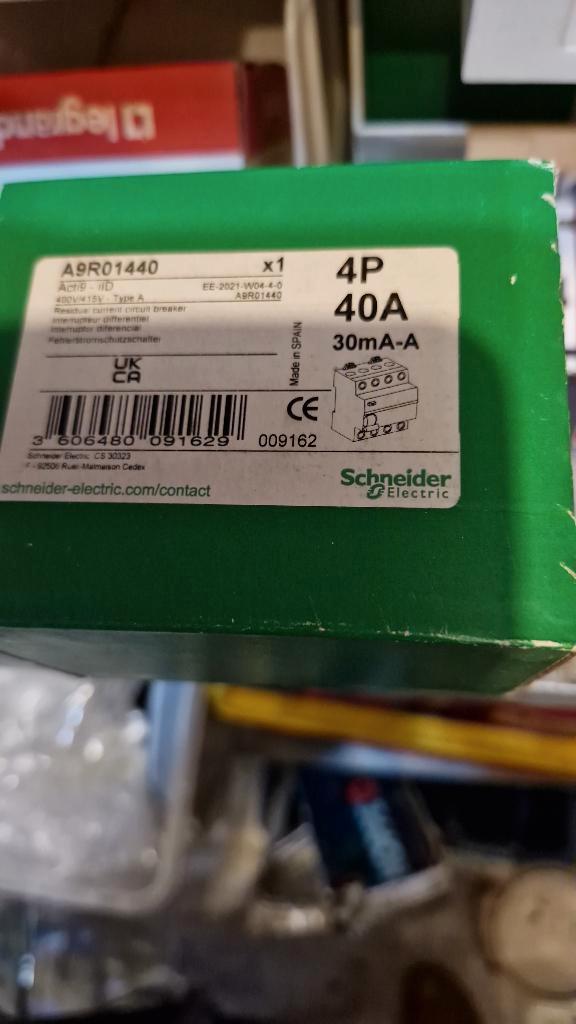 legrand
A9R01440 x1
Acti9 - iID EE-2021-W04-4-0
400V/415V - Type A A9R01440
Residual current circuit breaker
Interrupteur différentiel
Interruptor diferencial
Fehlerstromschutzschalter
UK
CA
Made in SPAIN
4P
40A
30mA-A
CE
3 606480 091629 009162
Schneider Electric CS 30323
F - 92506 Rueil-Malmaison Cedex
schneider-electric.com/contact
Schneider
Electric